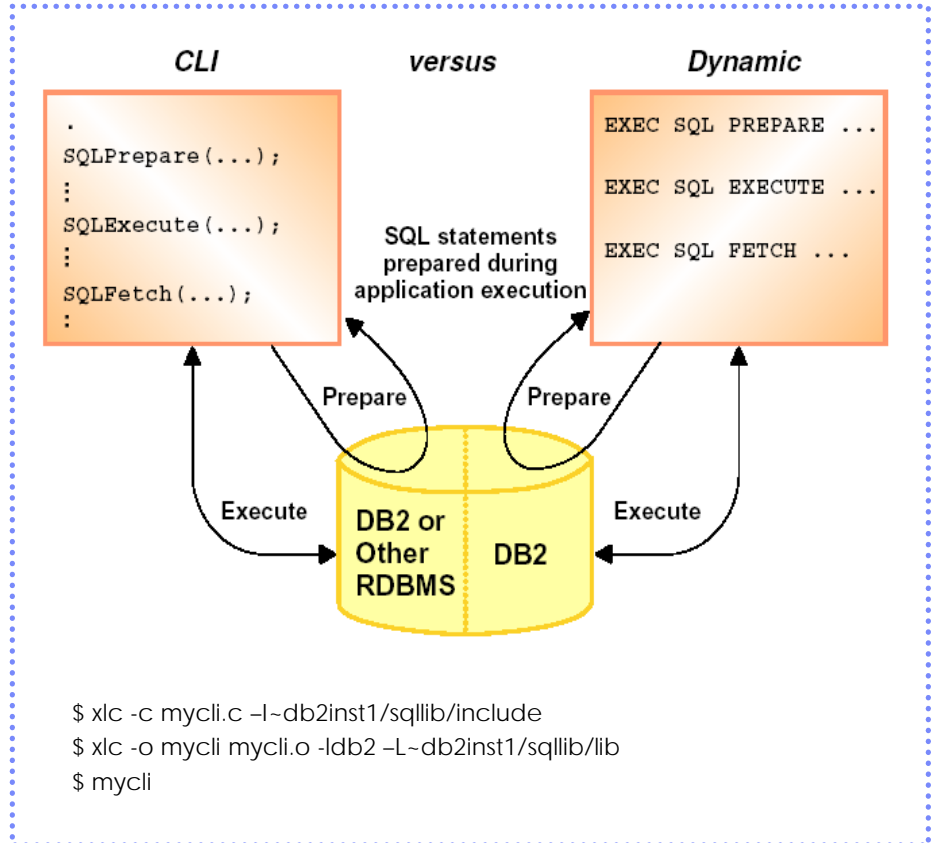 CLI versus Dynamic
.
SQLPrepare(...);
⋮
SQLExecute(...);
⋮
SQLFetch(...);
:
EXEC SQL PREPARE ...
EXEC SQL EXECUTE ...
EXEC SQL FETCH ...
SQL statements
prepared during
application execution
Prepare
Prepare
Execute
Execute
DB2 or
Other
RDBMS
DB2
$ xlc -c mycli.c –I~db2inst1/sqllib/include
$ xlc -o mycli mycli.o -ldb2 –L~db2inst1/sqllib/lib
$ mycli